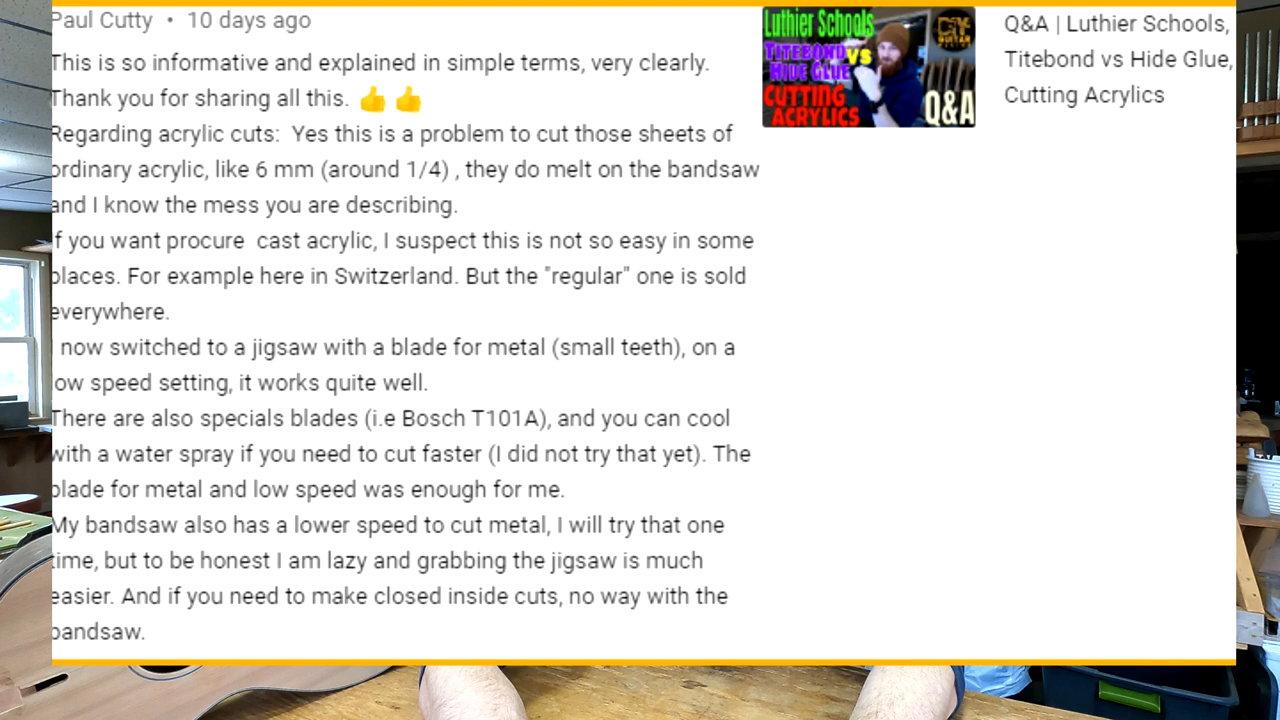 Paul Cutty • 10 days ago
This is so informative and explained in simple terms, very clearly.
Thank you for sharing all this. 👍 👍
Regarding acrylic cuts:  Yes this is a problem to cut those sheets of
ordinary acrylic, like 6 mm (around 1/4) , they do melt on the bandsaw
and I know the mess you are describing.
f you want procure  cast acrylic, I suspect this is not so easy in some
places. For example here in Switzerland. But the "regular" one is sold
everywhere.
now switched to a jigsaw with a blade for metal (small teeth), on a
ow speed setting, it works quite well.
There are also specials blades (i.e Bosch T101A), and you can cool
with a water spray if you need to cut faster (I did not try that yet). The
blade for metal and low speed was enough for me.
My bandsaw also has a lower speed to cut metal, I will try that one
time, but to be honest I am lazy and grabbing the jigsaw is much
easier. And if you need to make closed inside cuts, no way with the
bandsaw.
Luthier Schools
TITEBOND VS
HIDE GLUE
CUTTING
ACRYLICS
DIY
GUITAR
Q&A
Q&A | Luthier Schools,
Titebond vs Hide Glue,
Cutting Acrylics